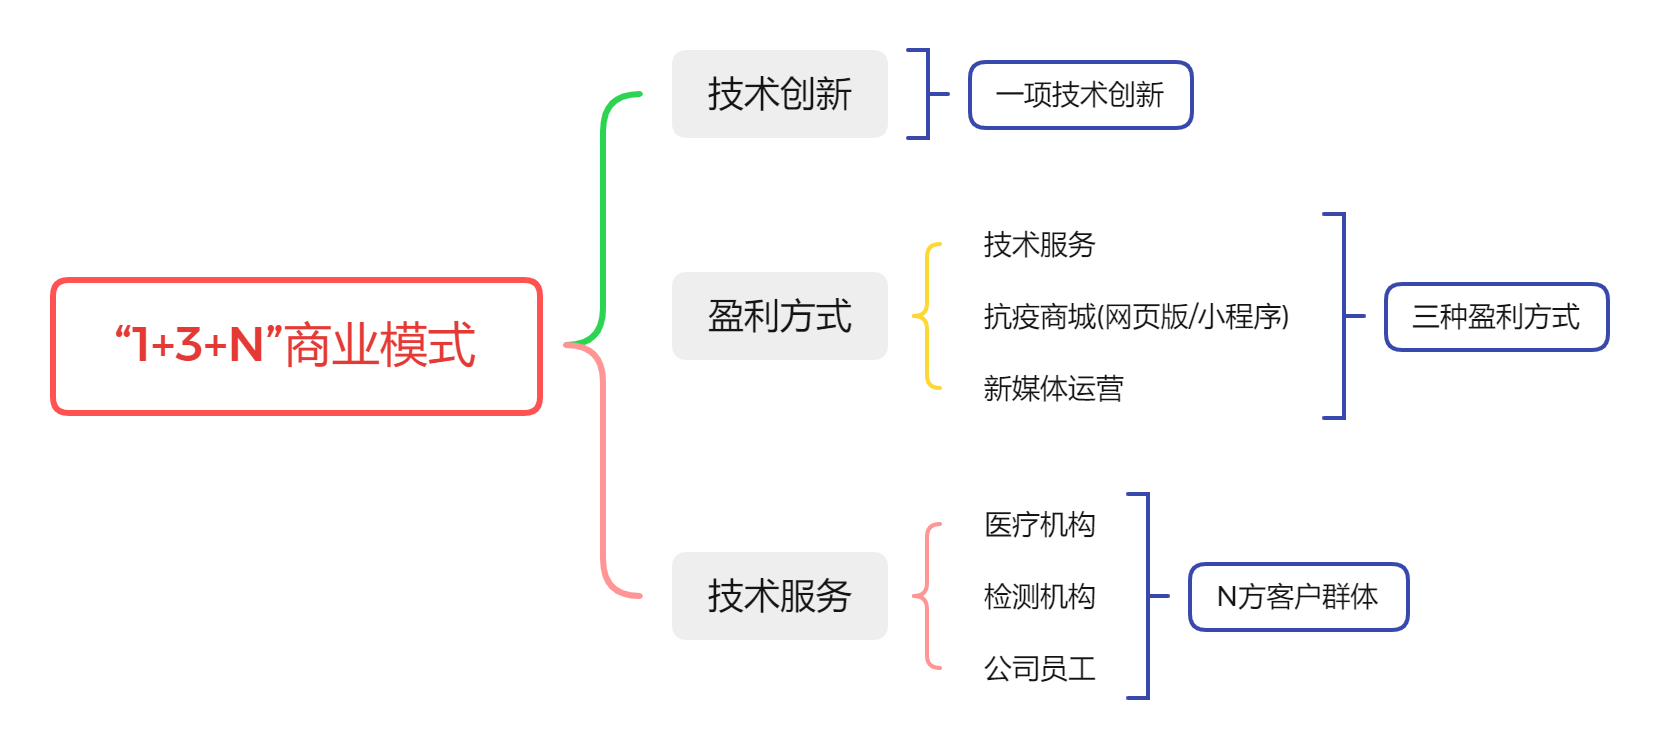 “1+3+N”商业模式
技术创新
一项技术创新
盈利方式
技术服务
抗疫商城(网页版/小程序)
新媒体运营
三种盈利方式
技术服务
医疗机构
检测机构
公司员工
N方客户群体